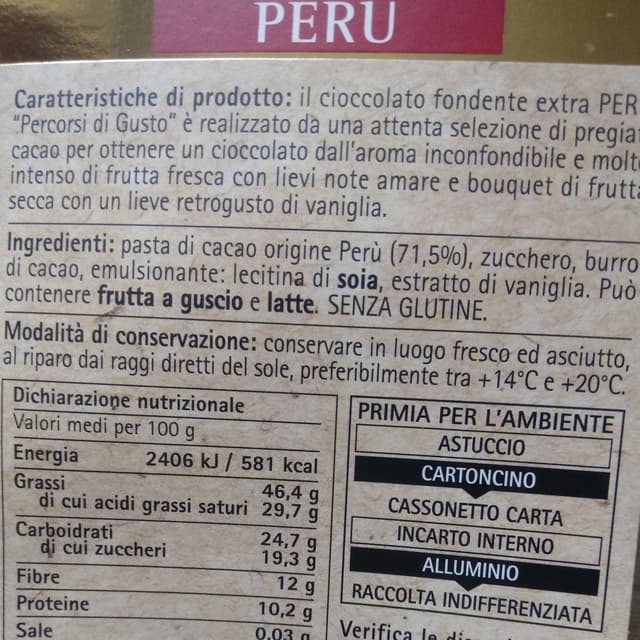 PERU
Caratteristiche di prodotto: il cioccolato fondente extra PER
"Percorsi di Gusto" è realizzato da una attenta selezione di pregia
cacao per ottenere un cioccolato dall'aroma inconfondibile e molt
intenso di frutta fresca con lievi note amare e bouquet di frutt
secca con un lieve retrogusto di vaniglia.
Ingredienti: pasta di cacao origine Perù (71,5%), zucchero, burro
di cacao, emulsionante: lecitina di soia, estratto di vaniglia. Può
contenere frutta a guscio e latte. SENZA GLUTINE.
Modalità di conservazione: conservare in luogo fresco ed asciutto,
al riparo dai raggi diretti del sole, preferibilmente tra +14°C e +20°C.
Dichiarazione nutrizionale
Valori medi per 100 g
Energia 2406 kJ / 581 kcal
Grassi 46,4 g
di cui acidi grassi saturi 29,7 g
Carboidrati 24,7 g
di cui zuccheri 19,3 g
Fibre 12 g
Proteine 10,2 g
Sale 0,03 g
PRIMIA PER L'AMBIENTE
ASTUCCIO
CARTONCINO
CASSONETTO CARTA
INCARTO INTERNO
ALLUMINIO
RACCOLTA INDIFFERENZIATA
Verifica le